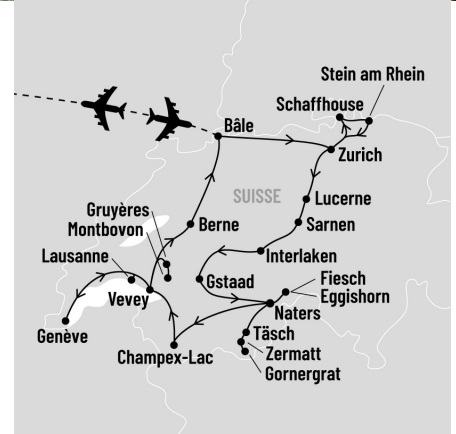 Stein am Rhein
Schaffhouse
Bâle
Zurich
SUISSE
Lucerne
Gruyères
Montbovon
Berne
Sarnen
Lausanne
Interlaken
Vevey
Gstaad
Fiesch
Eggishorn
Naters
Genève
Täsch
Champex-Lac
Zermatt
Gornergrat